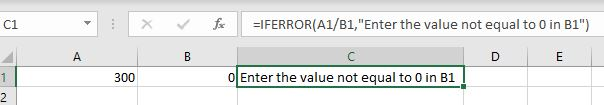 C1 fx =IFERROR(A1/B1,"Enter the value not equal to 0 in B1")
A B C D E
1 300 0 Enter the value not equal to 0 in B1
2